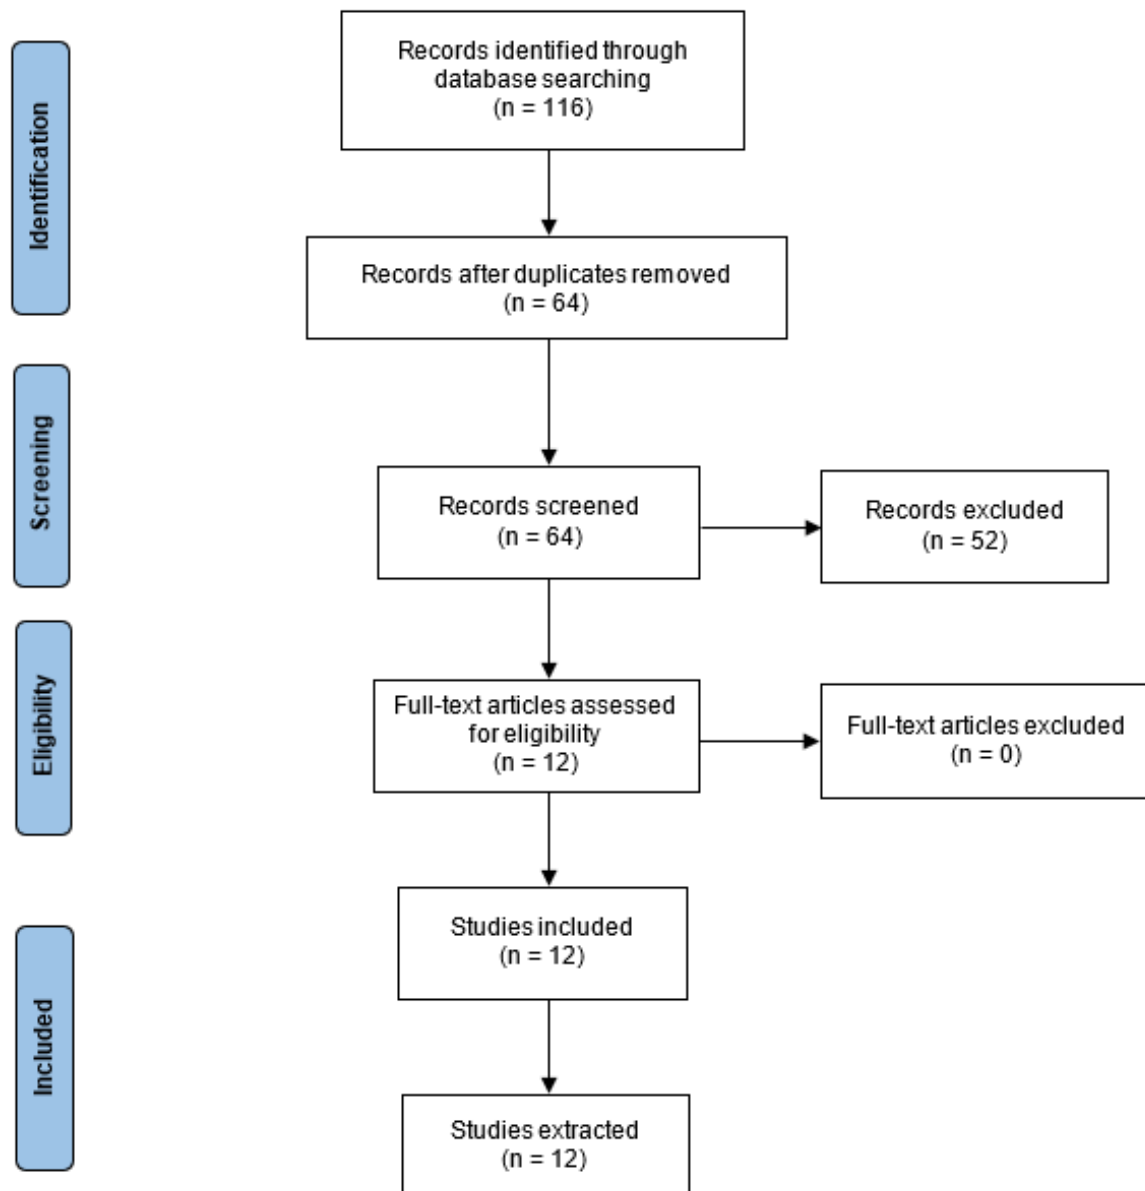 Identification
Records identified through
database searching
(n = 116)
Records after duplicates removed
(n = 64)
Screening
Records screened
(n = 64)
Records excluded
(n = 52)
Eligibility
Full-text articles assessed
for eligibility
(n = 12)
Full-text articles excluded
(n = 0)
Included
Studies included
(n = 12)
Studies extracted
(n = 12)